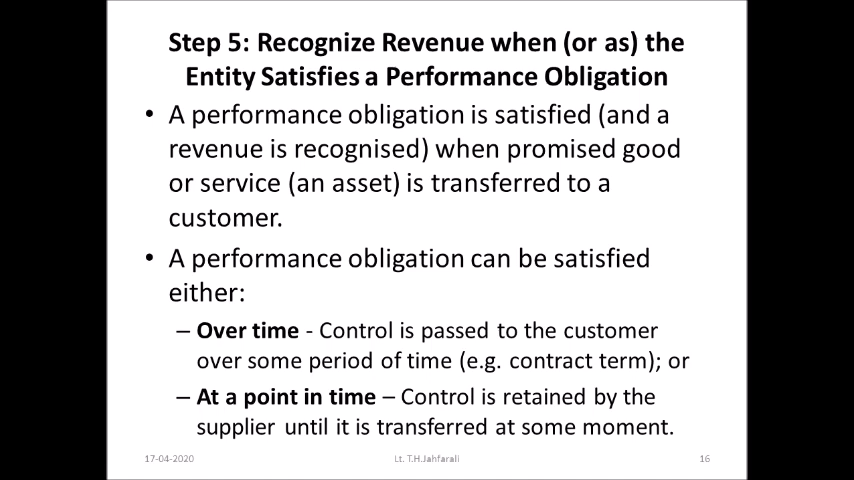 Step 5: Recognize Revenue when (or as) the
Entity Satisfies a Performance Obligation
• A performance obligation is satisfied (and a
revenue is recognised) when promised good
or service (an asset) is transferred to a
customer.
• A performance obligation can be satisfied
either:
– Over time - Control is passed to the customer
over some period of time (e.g. contract term); or
– At a point in time – Control is retained by the
supplier until it is transferred at some moment.
17-04-2020 Lt. T.H.Jahfarali 16